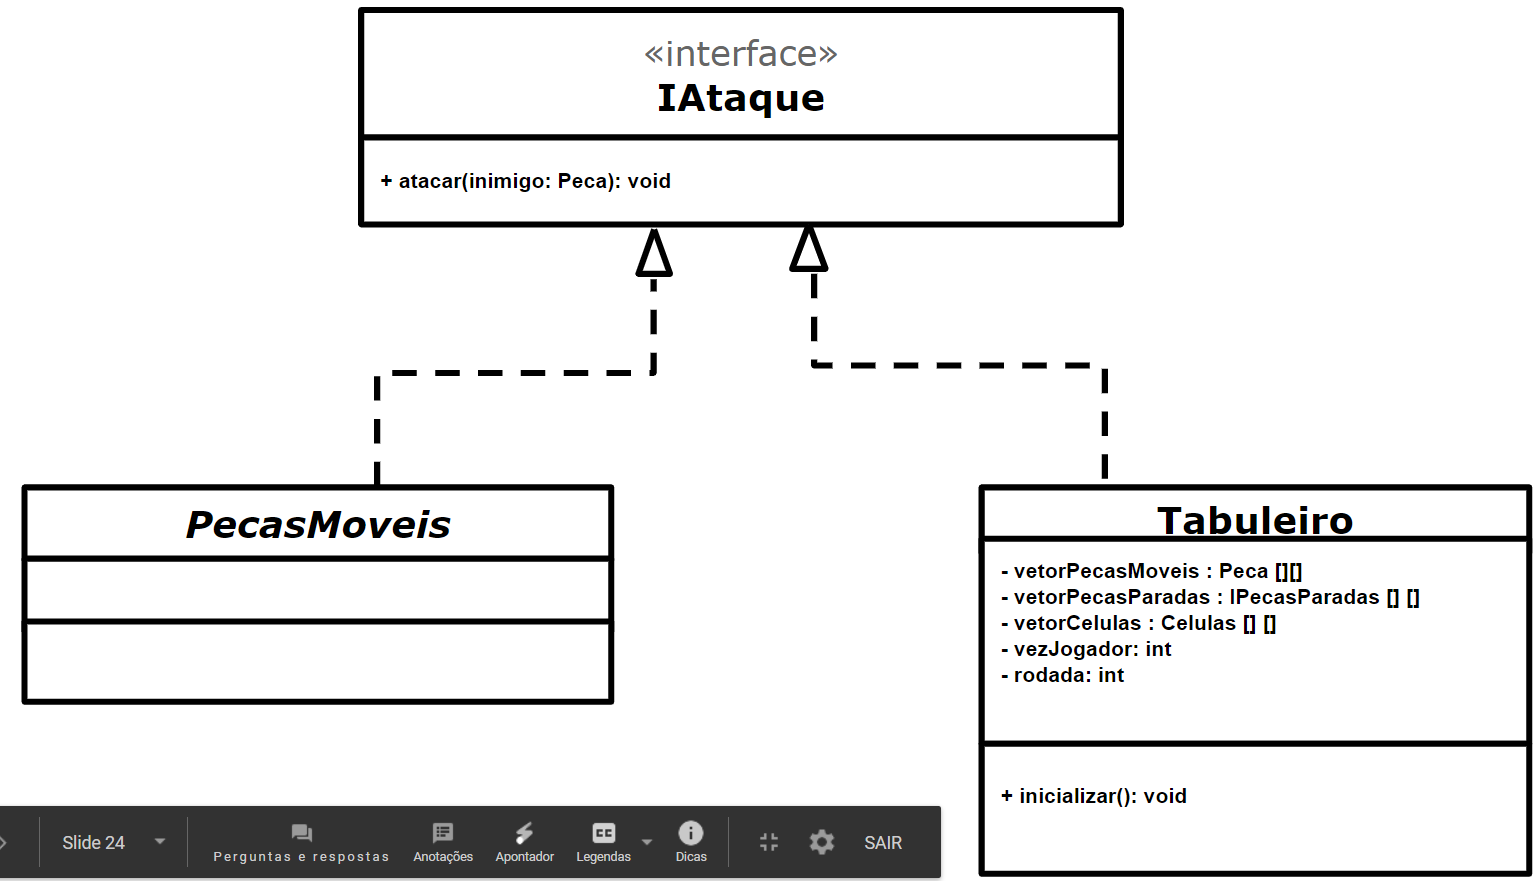 «interface»
IAtaque
+ atacar(inimigo: Peca): void
PecasMoveis
Tabuleiro
- vetorPecasMoveis : Peca [][]
- vetorPecasParadas : IPecasParadas [] []
- vetorCelulas : Celulas [] []
- vezJogador: int
- rodada: int
+ inicializar(): void
Slide 24
Perguntas e respostas
Anotações
Apontador
CC
Legendas
Dicas
SAIR